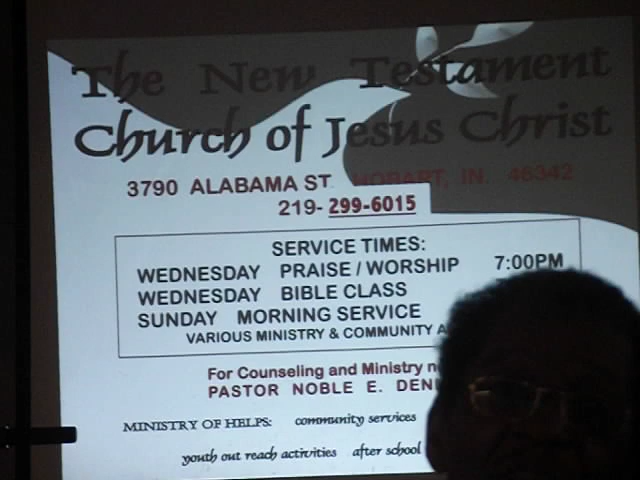 The New Testament
Church of Jesus Christ
3790 ALABAMA ST. HOBART, IN. 46342
219-299-6015
SERVICE TIMES:
WEDNESDAY PRAISE / WORSHIP 7:00PM
WEDNESDAY BIBLE CLASS
SUNDAY MORNING SERVICE
VARIOUS MINISTRY & COMMUNITY
For Counseling and Ministry
PASTOR NOBLE E.
MINISTRY OF HELPS: community services
youth out reach activities after school